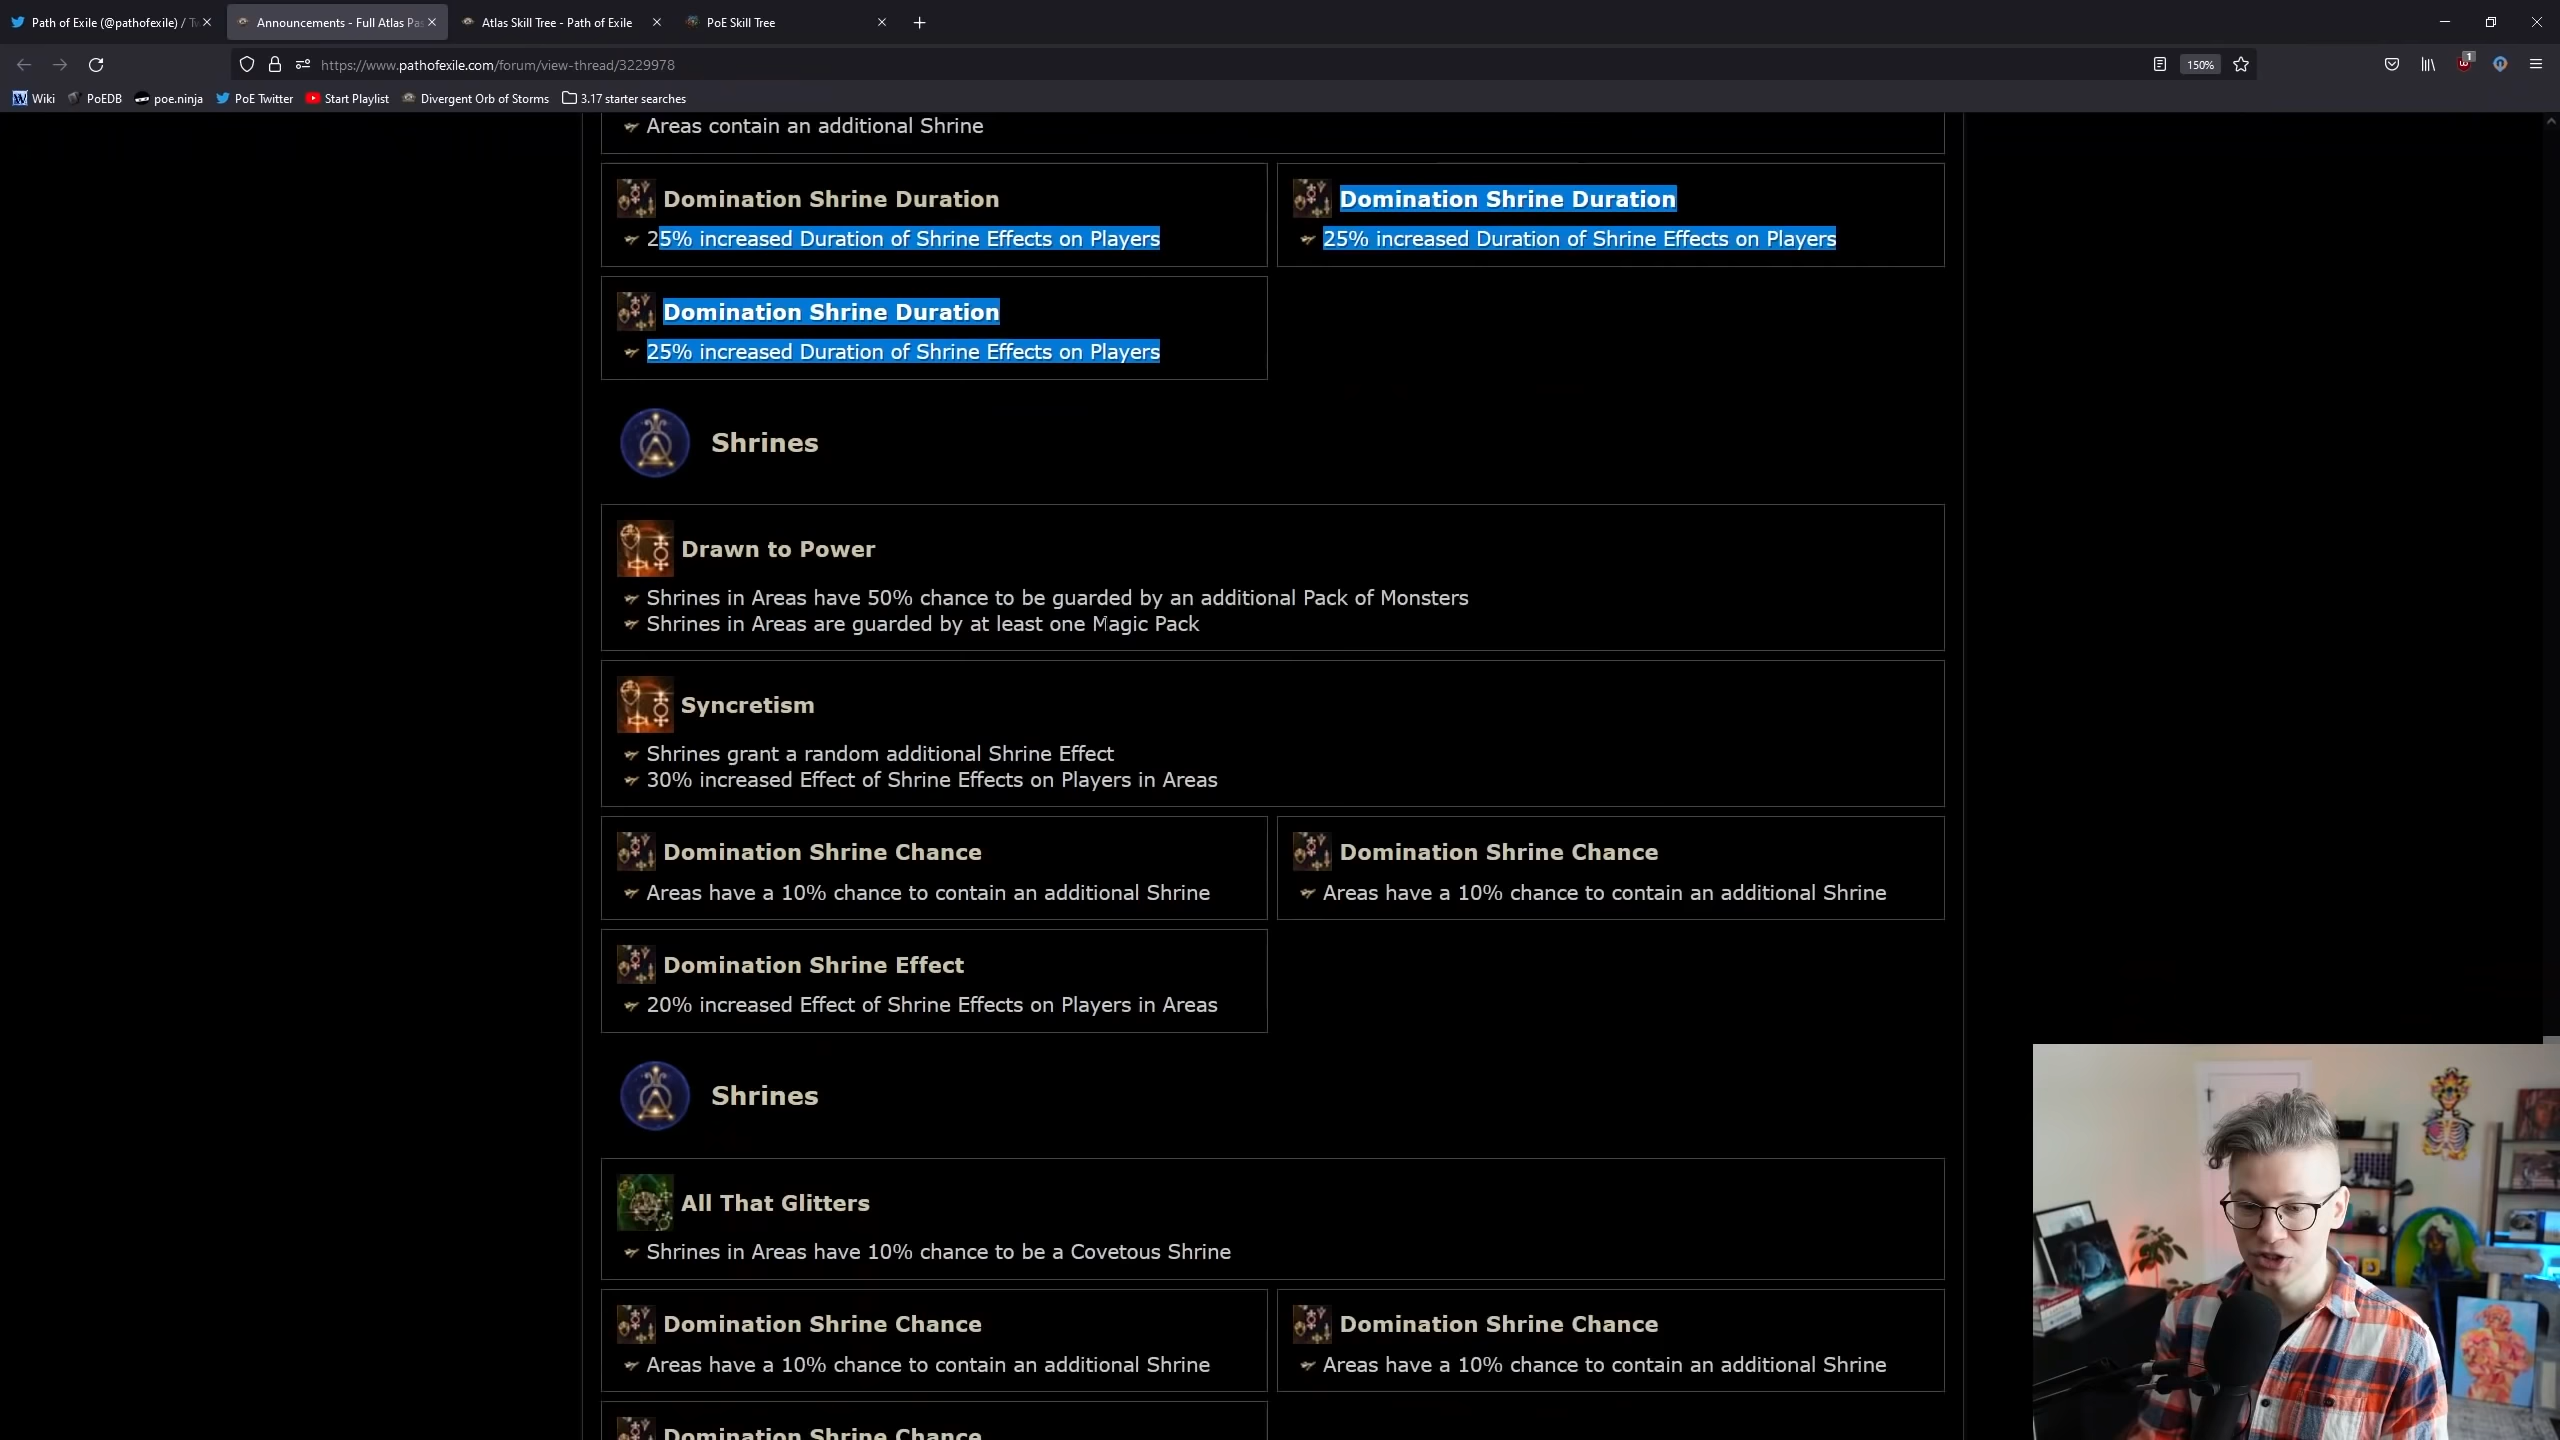 Path of Exile (@pathofexile) / Tw
Announcements - Full Atlas Pas
Atlas Skill Tree - Path of Exile
PoE Skill Tree
https://www.pathofexile.com/forum/view-thread/3229978
150%
1
Wiki
PoEDB
poe.ninja
PoE Twitter
Start Playlist
Divergent Orb of Storms
3.17 starter searches
Areas contain an additional Shrine
Domination Shrine Duration
25% increased Duration of Shrine Effects on Players
Domination Shrine Duration
25% increased Duration of Shrine Effects on Players
Domination Shrine Duration
25% increased Duration of Shrine Effects on Players
Shrines
Drawn to Power
Shrines in Areas have 50% chance to be guarded by an additional Pack of Monsters
Shrines in Areas are guarded by at least one Magic Pack
Syncretism
Shrines grant a random additional Shrine Effect
30% increased Effect of Shrine Effects on Players in Areas
Domination Shrine Chance
Areas have a 10% chance to contain an additional Shrine
Domination Shrine Chance
Areas have a 10% chance to contain an additional Shrine
Domination Shrine Effect
20% increased Effect of Shrine Effects on Players in Areas
Shrines
All That Glitters
Shrines in Areas have 10% chance to be a Covetous Shrine
Domination Shrine Chance
Areas have a 10% chance to contain an additional Shrine
Domination Shrine Chance
Areas have a 10% chance to contain an additional Shrine
Domination Shrine Chance